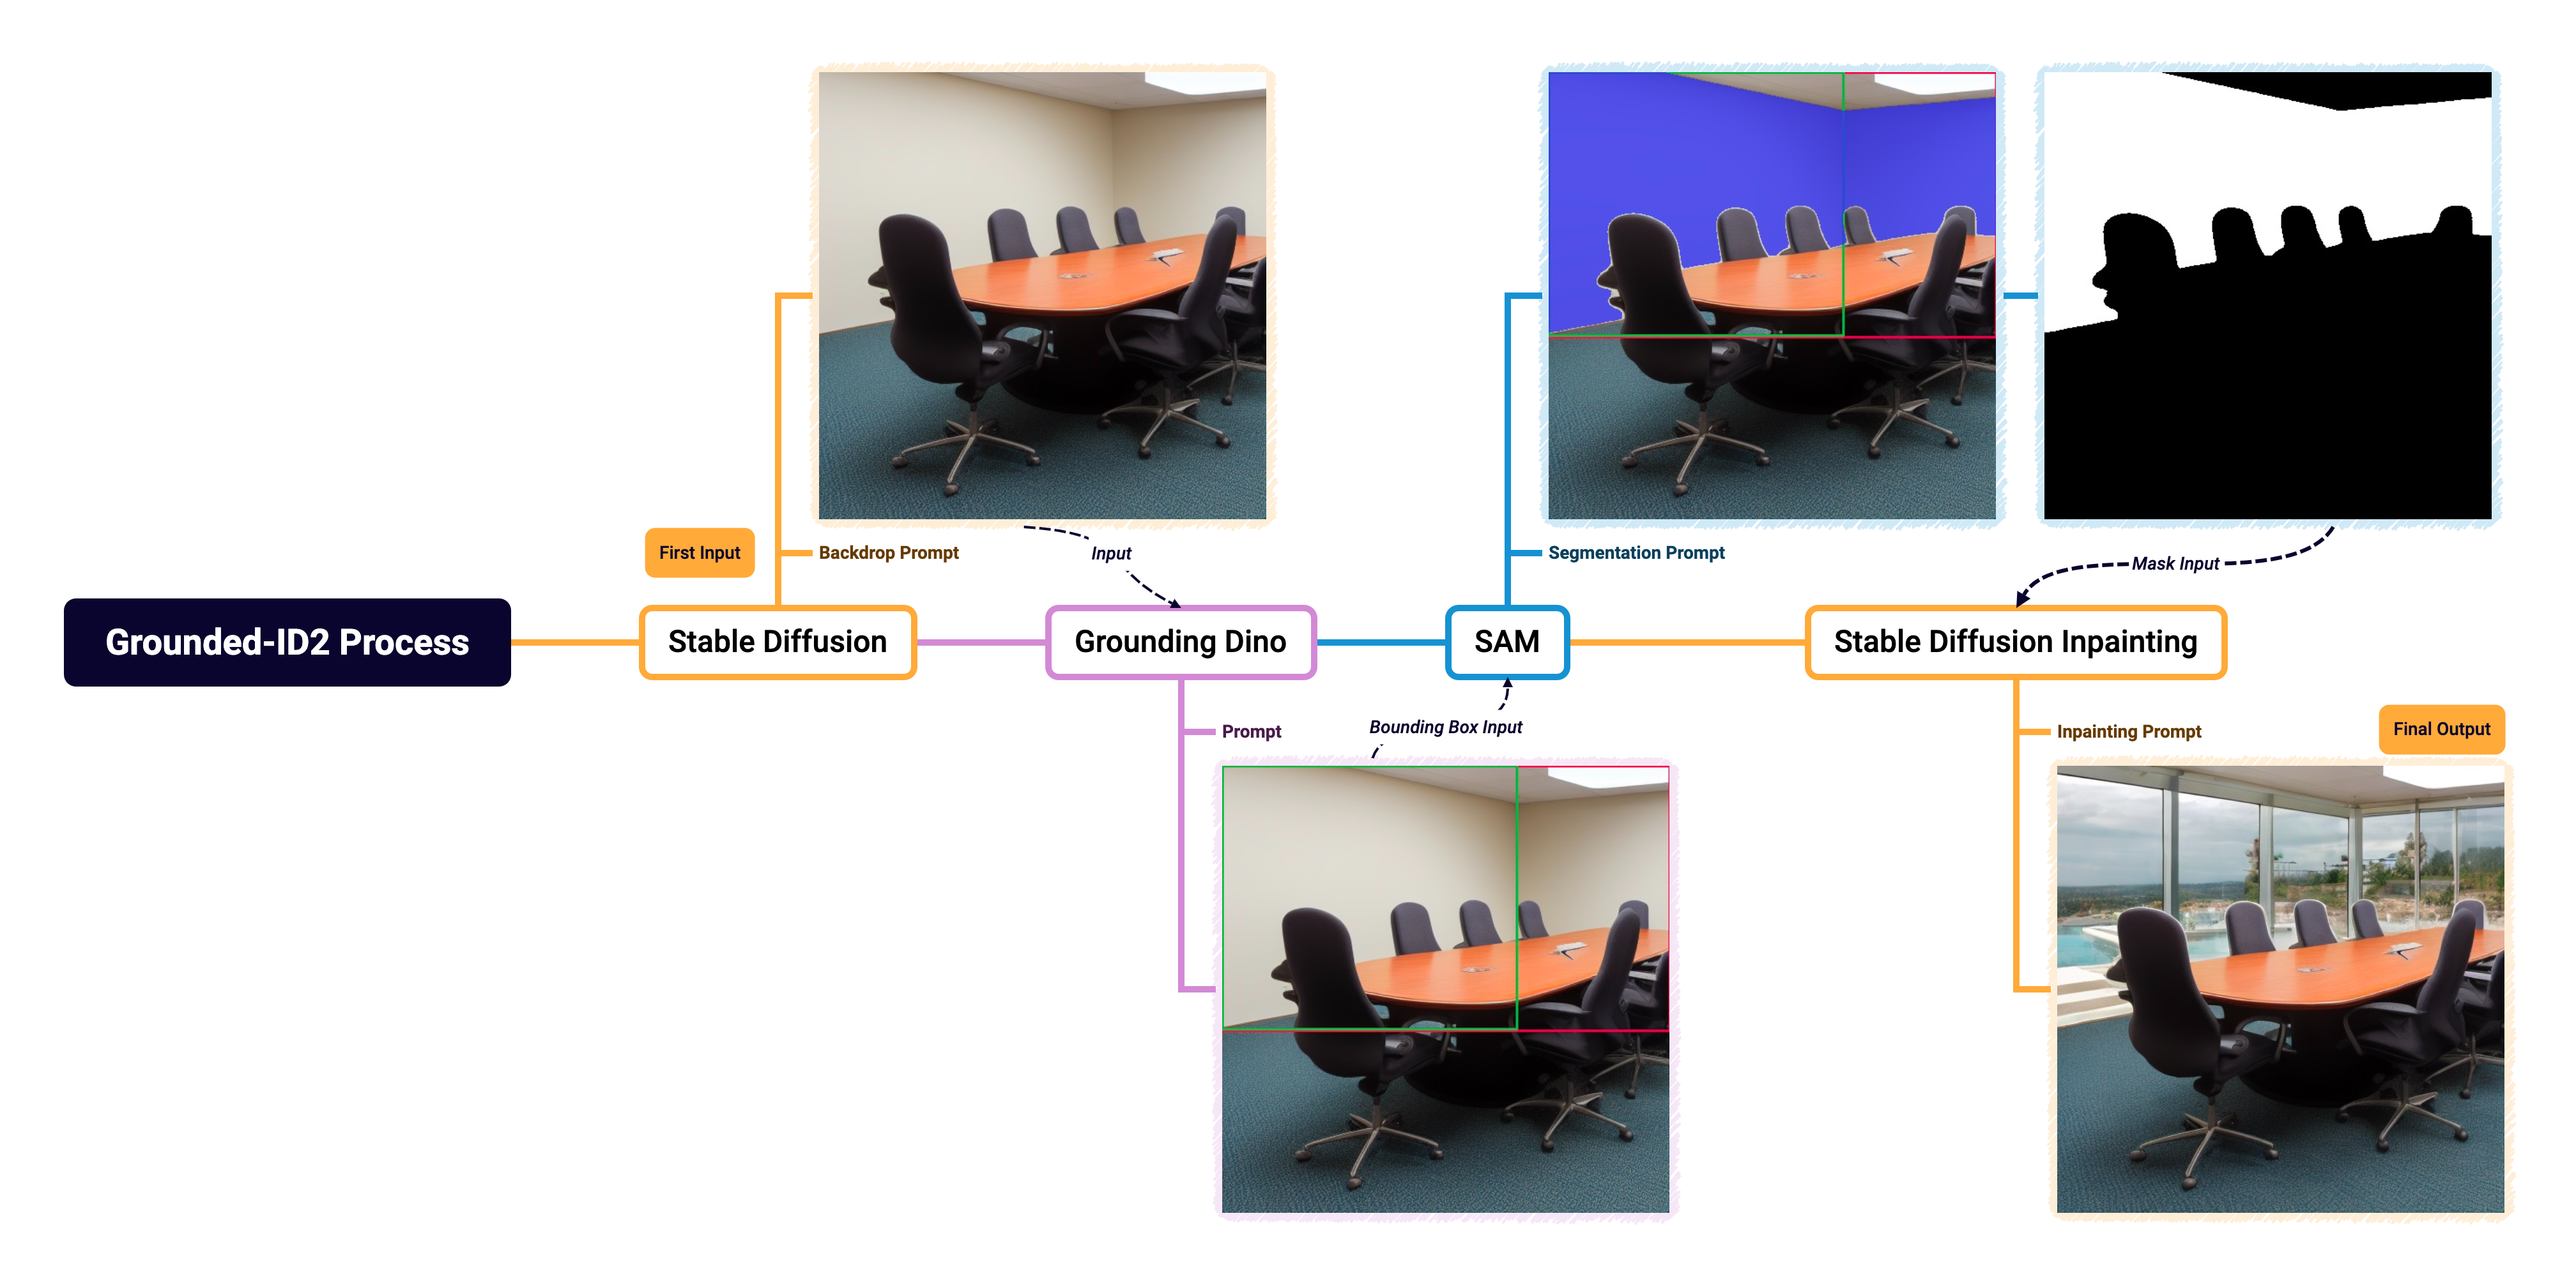 First Input
Backdrop Prompt
Input
Segmentation Prompt
Mask Input
Grounded-ID2 Process
Stable Diffusion
Grounding Dino
SAM
Stable Diffusion Inpainting
Prompt
Bounding Box Input
Inpainting Prompt
Final Output